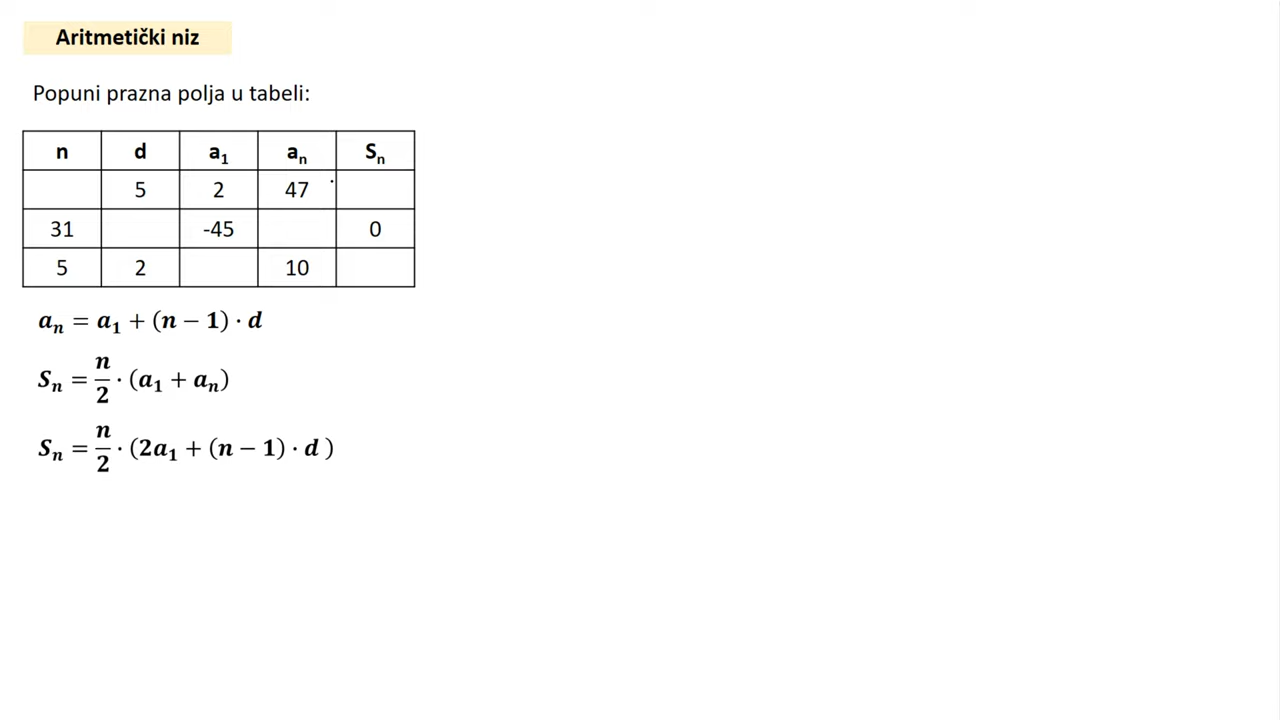 Aritmetički niz
Popuni prazna polja u tabeli:
n d a₁ aₙ Sₙ
5 2 47
31 -45 0
5 2 10
aₙ = a₁ + (n − 1) · d
Sₙ = n/2 · (a₁ + aₙ)
Sₙ = n/2 · (2a₁ + (n − 1) · d )